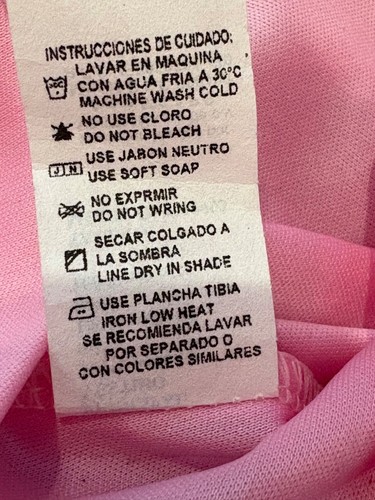 INSTRUCCIONES DE CUIDADO:
LAVAR EN MAQUINA
CON AGUA FRIA A 30°C
MACHINE WASH COLD
NO USE CLORO
DO NOT BLEACH
JN USE JABON NEUTRO
USE SOFT SOAP
NO EXPRMIR
DO NOT WRING
SECAR COLGADO A
LA SOMBRA
LINE DRY IN SHADE
USE PLANCHA TIBIA
IRON LOW HEAT
SE RECOMIENDA LAVAR
POR SEPARADO O
CON COLORES SIMILARES